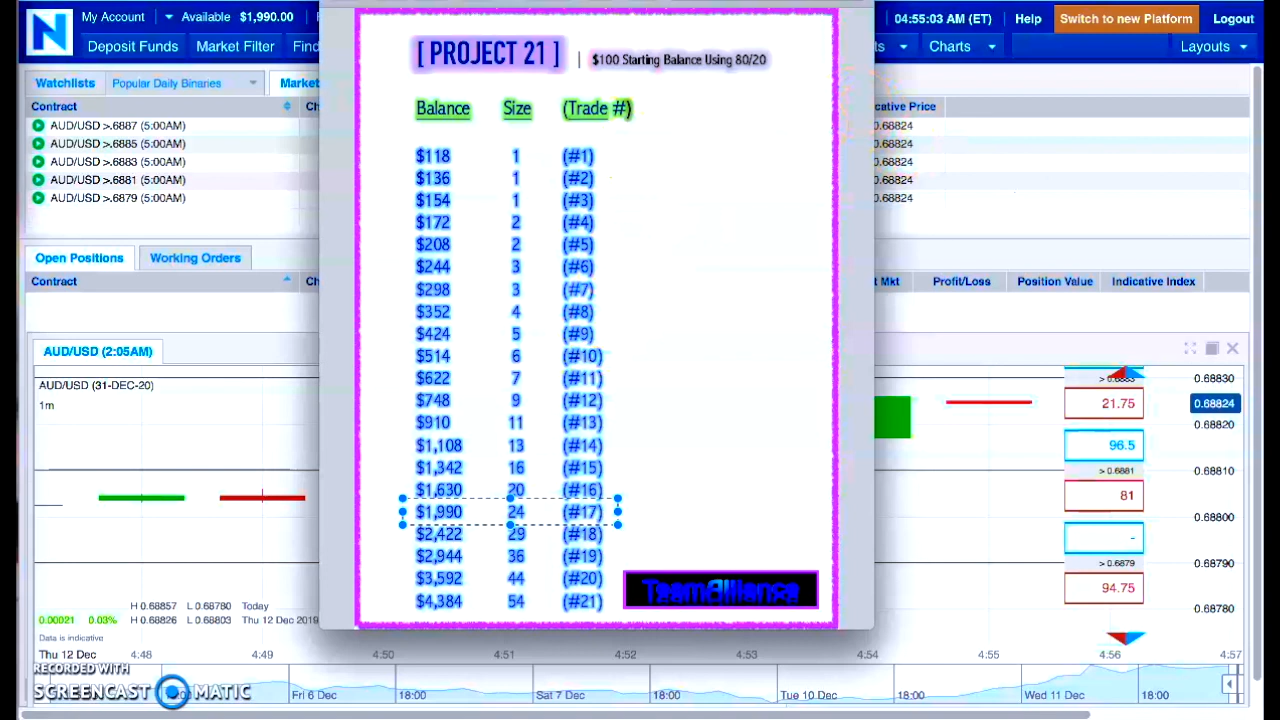 My Account
Available $1,990.00
04:55:03 AM (ET)
Help
Switch to new Platform
Logout
N
Deposit Funds
Market Filter
Charts
Layouts
[ PROJECT 21 ] | $100 Starting Balance Using 80/20
Balance Size (Trade #)
$118 1 (#1)
$136 1 (#2)
$154 1 (#3)
$172 2 (#4)
$208 2 (#5)
$244 3 (#6)
$298 3 (#7)
$352 4 (#8)
$424 5 (#9)
$514 6 (#10)
$622 7 (#11)
$748 9 (#12)
$910 11 (#13)
$1,108 13 (#14)
$1,342 16 (#15)
$1,630 20 (#16)
$1,990 24 (#17)
$2,422 29 (#18)
$2,944 36 (#19)
$3,592 44 (#20)
$4,384 54 (#21)
Watchlists
Popular Daily Binaries
Contract
AUD/USD >.6887 (5:00AM)
AUD/USD >.6885 (5:00AM)
AUD/USD >.6883 (5:00AM)
AUD/USD >.6881 (5:00AM)
AUD/USD >.6879 (5:00AM)
Price
0.68824
0.68824
0.68824
0.68824
0.68824
Open Positions
Working Orders
Contract
Mkt
Profit/Loss
Position Value
Indicative Index
AUD/USD (2:05AM)
AUD/USD (31-DEC-20)
1m
21.75
96.5
> 0.6881
81
-
> 0.6879
94.75
0.68830
0.68824
0.68820
0.68810
0.68800
0.68790
0.68780
H 0.68857 L 0.68780 Today
0.00021 0.03% H 0.68826 L 0.68803 Thu 12 Dec 2019
Data is indicative
Thu 12 Dec 4:48 4:49 4:50 4:51 4:52 4:53 4:54 4:55 4:56 4:57
RECORDED WITH
SCREENCAST MATIC
Fri 6 Dec 18:00 Sat 7 Dec 18:00 Tue 10 Dec 18:00 Wed 11 Dec 18:00